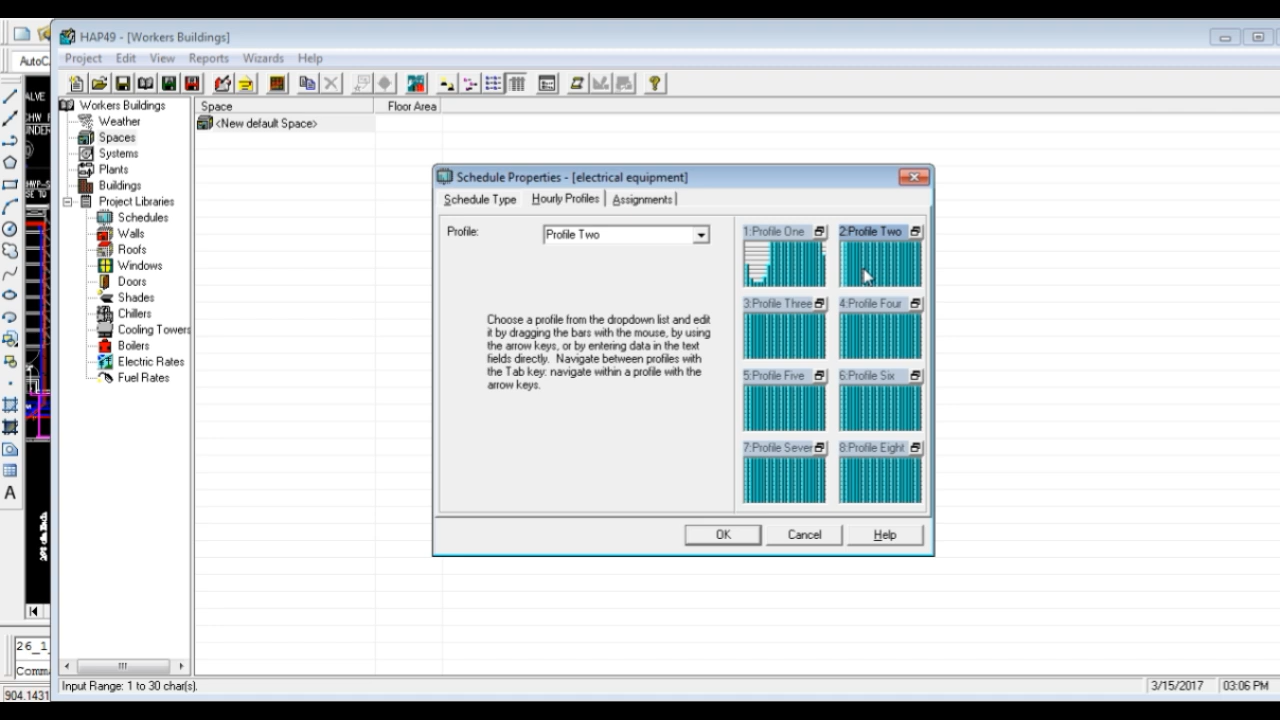 HAP49 - [Workers Buildings]
AutoC
Project Edit View Reports Wizards Help
Workers Buildings
Weather
Spaces
Systems
Plants
Buildings
Project Libraries
Schedules
Walls
Roofs
Windows
Doors
Shades
Chillers
Cooling Towers
Boilers
Electric Rates
Fuel Rates
Space Floor Area
<New default Space>
Schedule Properties - [electrical equipment]
Schedule Type Hourly Profiles Assignments
Profile: Profile Two
Choose a profile from the dropdown list and edit
it by dragging the bars with the mouse, by using
the arrow keys, or by entering data in the text
fields directly. Navigate between profiles with
the Tab key: navigate within a profile with the
arrow keys.
1:Profile One 2:Profile Two
3:Profile Three 4:Profile Four
5:Profile Five 6:Profile Six
7:Profile Sever 8:Profile Eight
OK Cancel Help
26_1
Comm
904.1431
Input Range: 1 to 30 char(s).
3/15/2017 03:06 PM